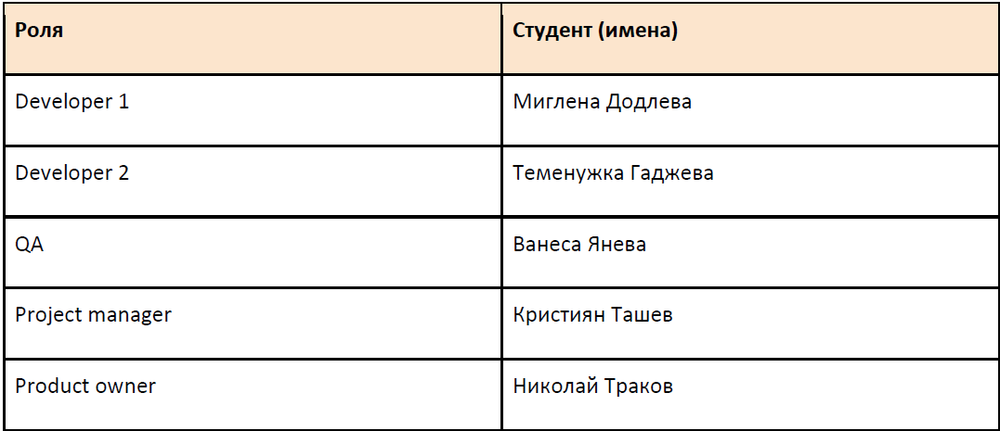 Роля Студент (имена)
Developer 1 Миглена Додлева
Developer 2 Теменужка Гаджева
QA Ванеса Янева
Project manager Кристиян Ташев
Product owner Николай Траков